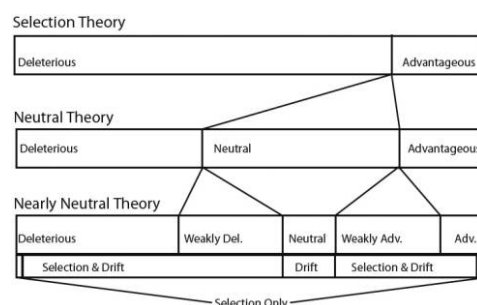 Selection Theory
Deleterious Advantageous
Neutral Theory
Deleterious Neutral Advantageous
Nearly Neutral Theory
Deleterious Weakly Del. Neutral Weakly Adv. Adv.
Selection & Drift Drift Selection & Drift
Selection Only